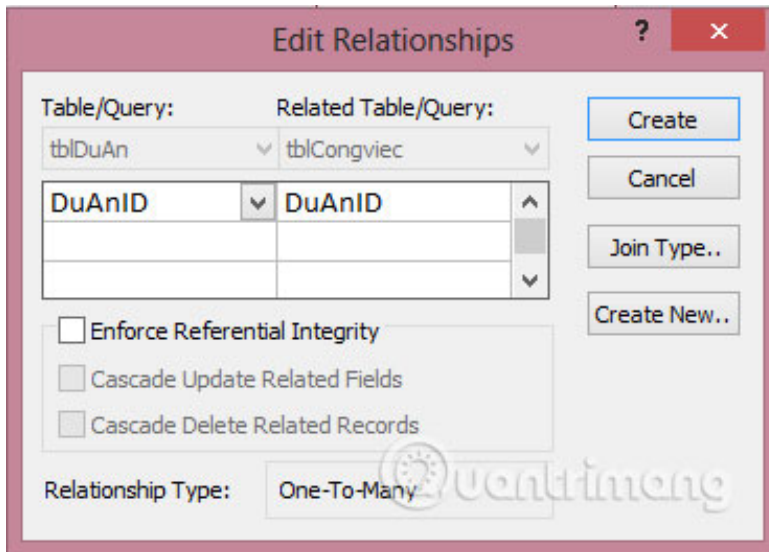 Edit Relationships ? ×
Table/Query: Related Table/Query:
tblDuAn tblCongviec
DuAnID DuAnID
Create
Cancel
Join Type..
Create New..
Enforce Referential Integrity
Cascade Update Related Fields
Cascade Delete Related Records
Relationship Type: One-To-Many
Quantrimang